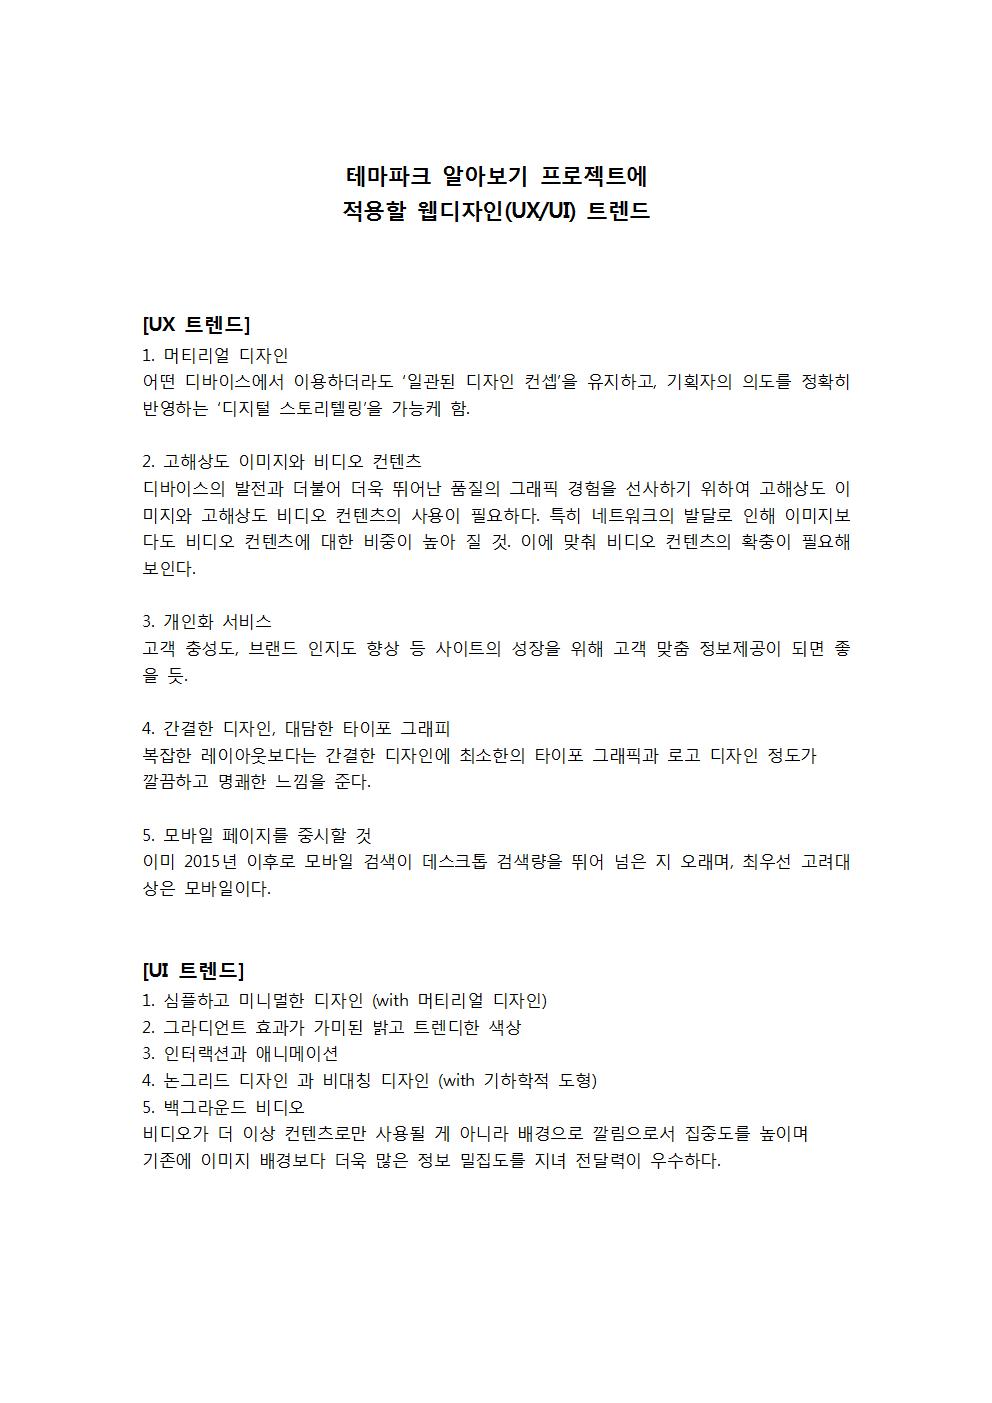 테마파크 알아보기 프로젝트에
적용할 웹디자인(UX/UI) 트렌드
[UX 트렌드]
1. 머티리얼 디자인
어떤 디바이스에서 이용하더라도 ‘일관된 디자인 컨셉’을 유지하고, 기획자의 의도를 정확히
반영하는 ‘디지털 스토리텔링’을 가능케 함.
2. 고해상도 이미지와 비디오 컨텐츠
디바이스의 발전과 더불어 더욱 뛰어난 품질의 그래픽 경험을 선사하기 위하여 고해상도 이
미지와 고해상도 비디오 컨텐츠의 사용이 필요하다. 특히 네트워크의 발달로 인해 이미지보
다도 비디오 컨텐츠에 대한 비중이 높아 질 것. 이에 맞춰 비디오 컨텐츠의 확충이 필요해
보인다.
3. 개인화 서비스
고객 충성도, 브랜드 인지도 향상 등 사이트의 성장을 위해 고객 맞춤 정보제공이 되면 좋
을 듯.
4. 간결한 디자인, 대담한 타이포 그래피
복잡한 레이아웃보다는 간결한 디자인에 최소한의 타이포 그래픽과 로고 디자인 정도가
깔끔하고 명쾌한 느낌을 준다.
5. 모바일 페이지를 중시할 것
이미 2015년 이후로 모바일 검색이 데스크톱 검색량을 뛰어 넘은 지 오래며, 최우선 고려대
상은 모바일이다.
[UI 트렌드]
1. 심플하고 미니멀한 디자인 (with 머티리얼 디자인)
2. 그라디언트 효과가 가미된 밝고 트렌디한 색상
3. 인터랙션과 애니메이션
4. 논그리드 디자인 과 비대칭 디자인 (with 기하학적 도형)
5. 백그라운드 비디오
비디오가 더 이상 컨텐츠로만 사용될 게 아니라 배경으로 깔림으로서 집중도를 높이며
기존에 이미지 배경보다 더욱 많은 정보 밀집도를 지녀 전달력이 우수하다.